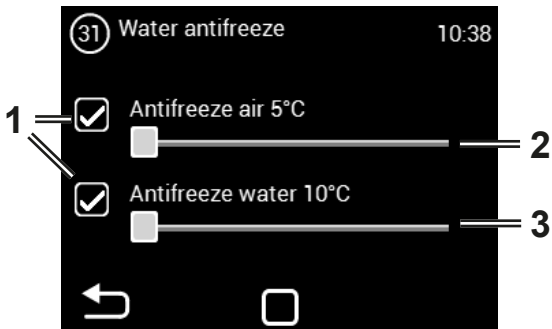 31 Water antifreeze 10:38
Antifreeze air 5°C
1
2
Antifreeze water 10°C
3